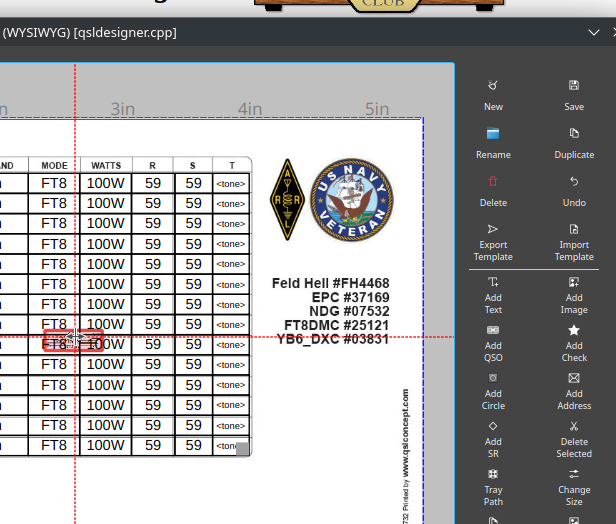 CLUB
(WYSIWYG) [qsldesigner.cpp]
3in 4in 5in
MODE WATTS R S T
FT8 100W 59 59 <tone>
FT8 100W 59 59 <tone>
FT8 100W 59 59 <tone>
FT8 100W 59 59 <tone>
FT8 100W 59 59 <tone>
FT8 100W 59 59 <tone>
FT8 100W 59 59 <tone>
FT8 100W 59 59 <tone>
FT8 100W 59 59 <tone>
FT8 100W 59 59 <tone>
FT8 100W 59 59 <tone>
FT8 100W 59 59 <tone>
FT8 100W 59 59 <tone>
FT8 100W 59 59
A
R R
L
U S NAVY
VETERAN
Feld Hell #FH4468
EPC #37169
NDG #07532
FT8DMC #25121
YB6_DXC #03831
732 Printed by www.qslconcept.com
New
Save
Rename
Duplicate
Delete
Undo
Export
Template
Import
Template
Add
Text
Add
Image
Add
QSO
Add
Check
Add
Circle
Add
Address
Add
SR
Delete
Selected
Tray
Path
Change
Size